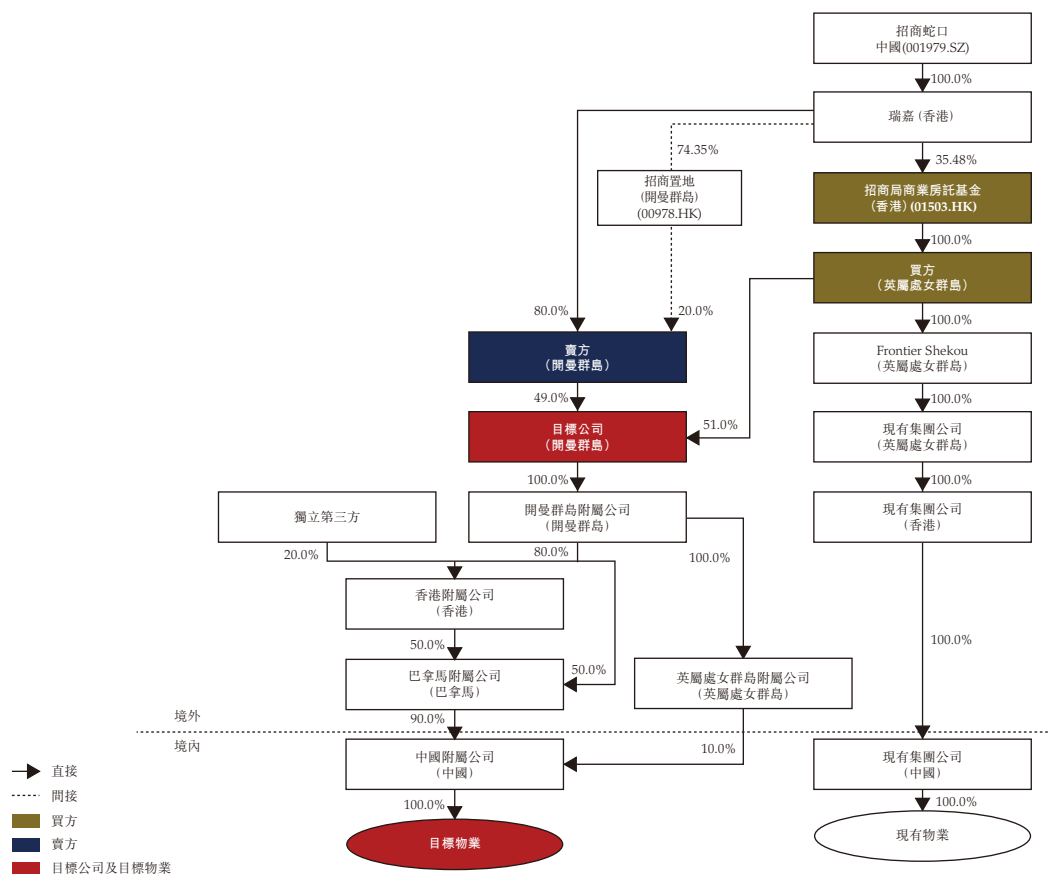 招商蛇口
中國(001979.SZ)
100.0%
瑞嘉 (香港)
74.35%
35.48%
招商置地
(開曼群島)
(00978.HK)
招商局商業房託基金
(香港) (01503.HK)
100.0%
買方
(英屬處女群島)
80.0%
20.0%
100.0%
賣方
(開曼群島)
Frontier Shekou
(英屬處女群島)
49.0%
100.0%
目標公司
(開曼群島)
51.0%
現有集團公司
(英屬處女群島)
100.0%
100.0%
獨立第三方
開曼群島附屬公司
(開曼群島)
現有集團公司
(香港)
20.0%
80.0%
100.0%
香港附屬公司
(香港)
50.0%
100.0%
巴拿馬附屬公司
(巴拿馬)
50.0%
英屬處女群島附屬公司
(英屬處女群島)
境外
90.0%
境內
10.0%
中國附屬公司
(中國)
現有集團公司
(中國)
100.0%
100.0%
目標物業
現有物業
直接
間接
買方
賣方
目標公司及目標物業